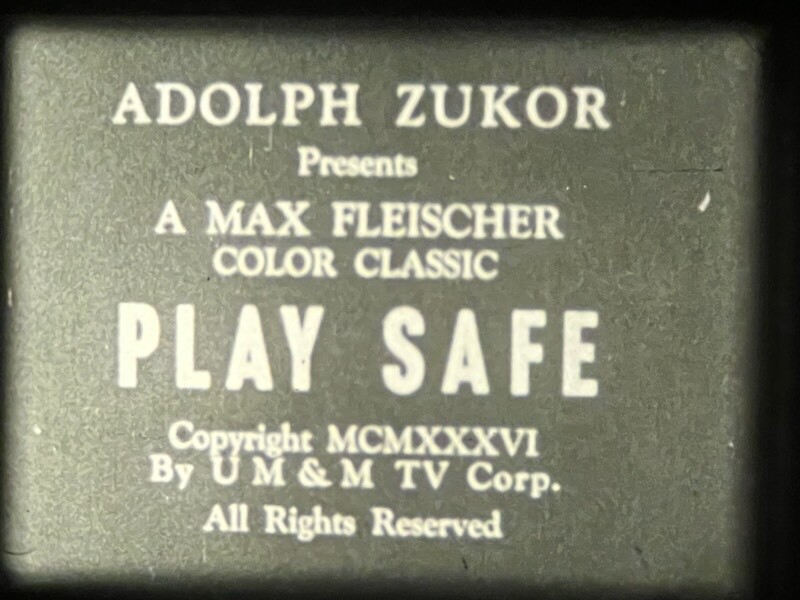 ADOLPH ZUKOR
Presents
A MAX FLEISCHER
COLOR CLASSIC
PLAY SAFE
Copyright MCMXXXVI
By U M & M TV Corp.
All Rights Reserved